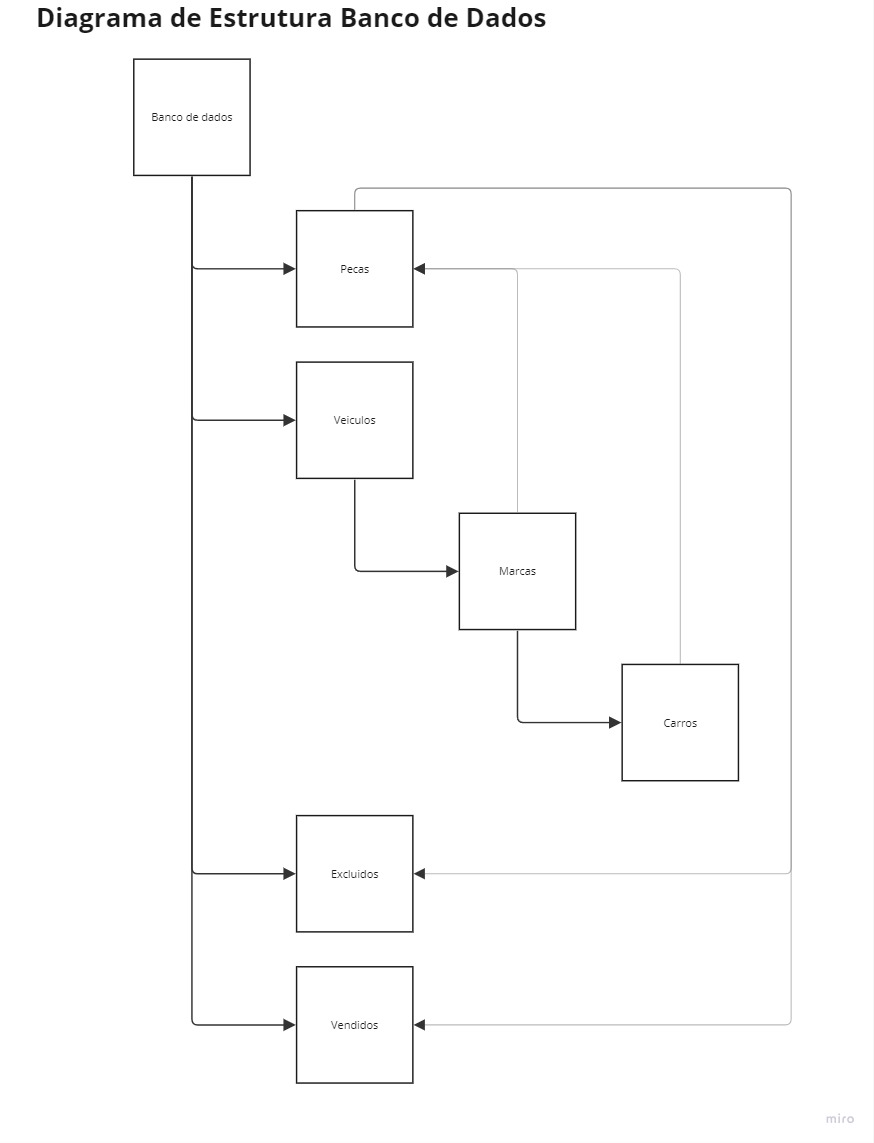 Diagrama de Estrutura Banco de Dados
Banco de dados
Pecas
Veiculos
Marcas
Carros
Excluidos
Vendidos
miro